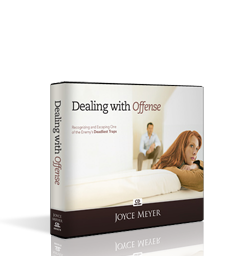 Dealing with Offense
Recognizing and Escaping One
of the Enemy's Deadliest Traps
JOYCE MEYER
Dealing with Offense
JOYCE
MEYER